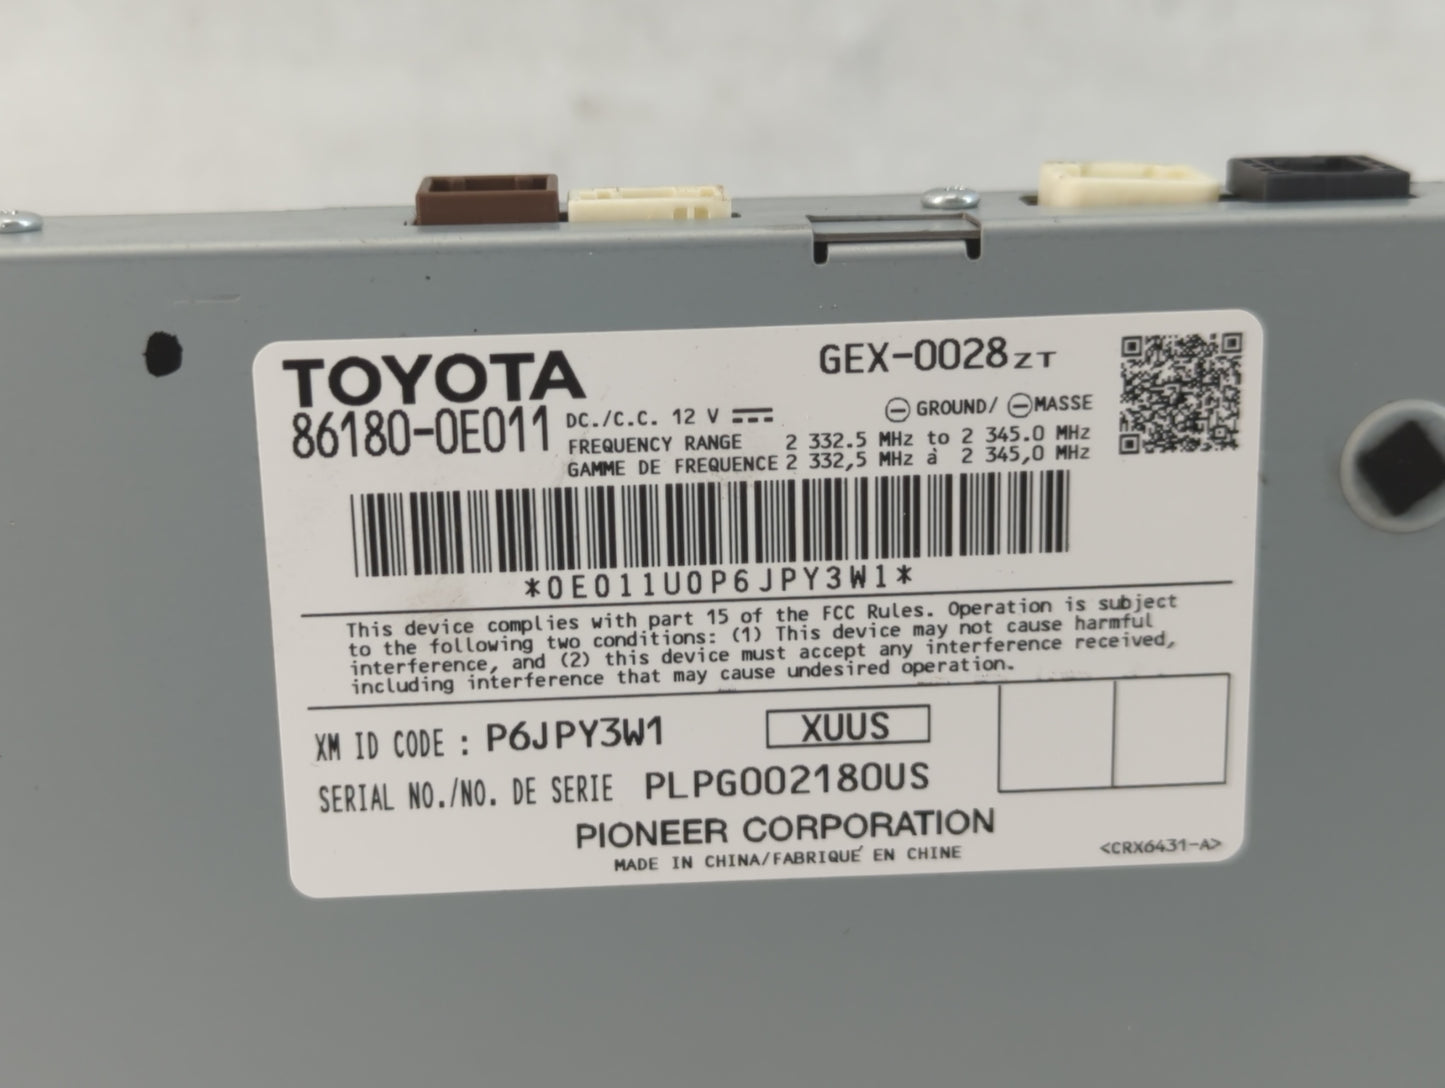 TOYOTA
GEX-0028ZT
86180-0E011
DC./C.C. 12 V
⊖ GROUND/ ⊖MASSE
FREQUENCY RANGE 2 332.5 MHz to 2 345.0 MHz
GAMME DE FREQUENCE 2 332,5 MHz à 2 345,0 MHz
*0E011U0P6JPY3W1*
This device complies with part 15 of the FCC Rules. Operation is subject
to the following two conditions: (1) This device may not cause harmful
interference, and (2) this device must accept any interference received,
including interference that may cause undesired operation.
XM ID CODE : P6JPY3W1
XUUS
SERIAL NO./NO. DE SERIE PLPG002180US
PIONEER CORPORATION
MADE IN CHINA/FABRIQUÉ EN CHINE
<CRX6431-A>